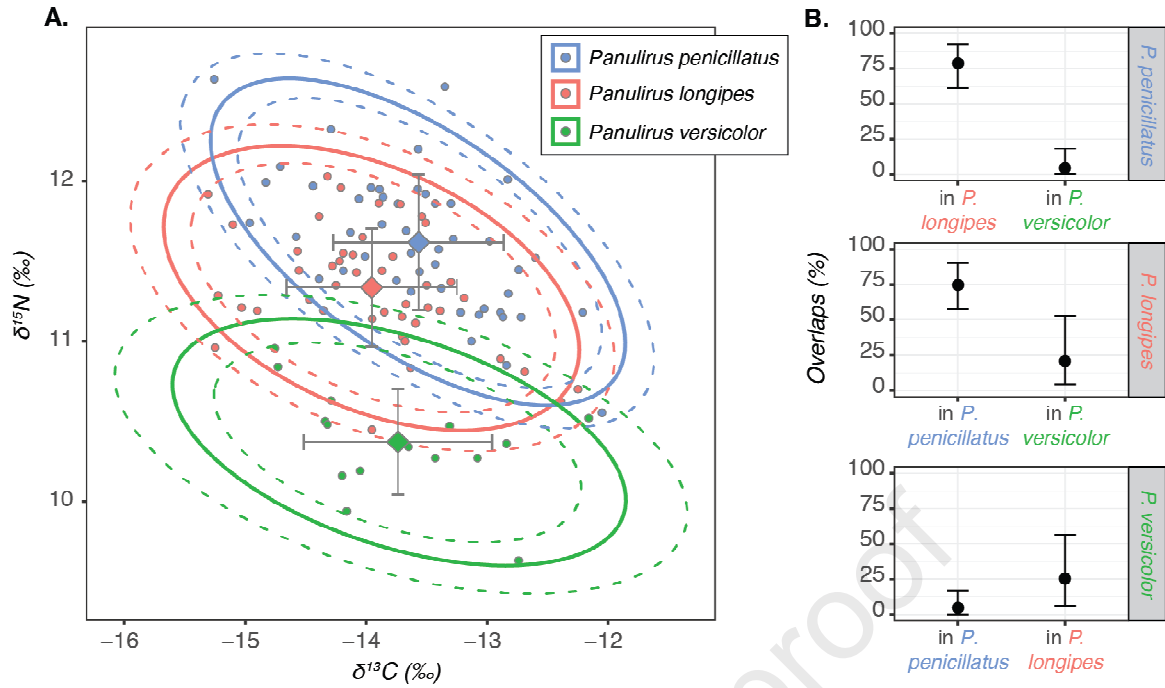 A.
Panulirus penicillatus
Panulirus longipes
Panulirus versicolor
12
11
10
δ¹⁵N (‰)
−16
−15
−14
−13
−12
δ¹³C (‰)
B.
Overlaps (%)
100
75
50
25
0
in P. longipes
in P. versicolor
P. penicillatus
100
75
50
25
0
in P. penicillatus
in P. versicolor
P. longipes
100
75
50
25
0
in P. penicillatus
in P. longipes
P. versicolor
proof